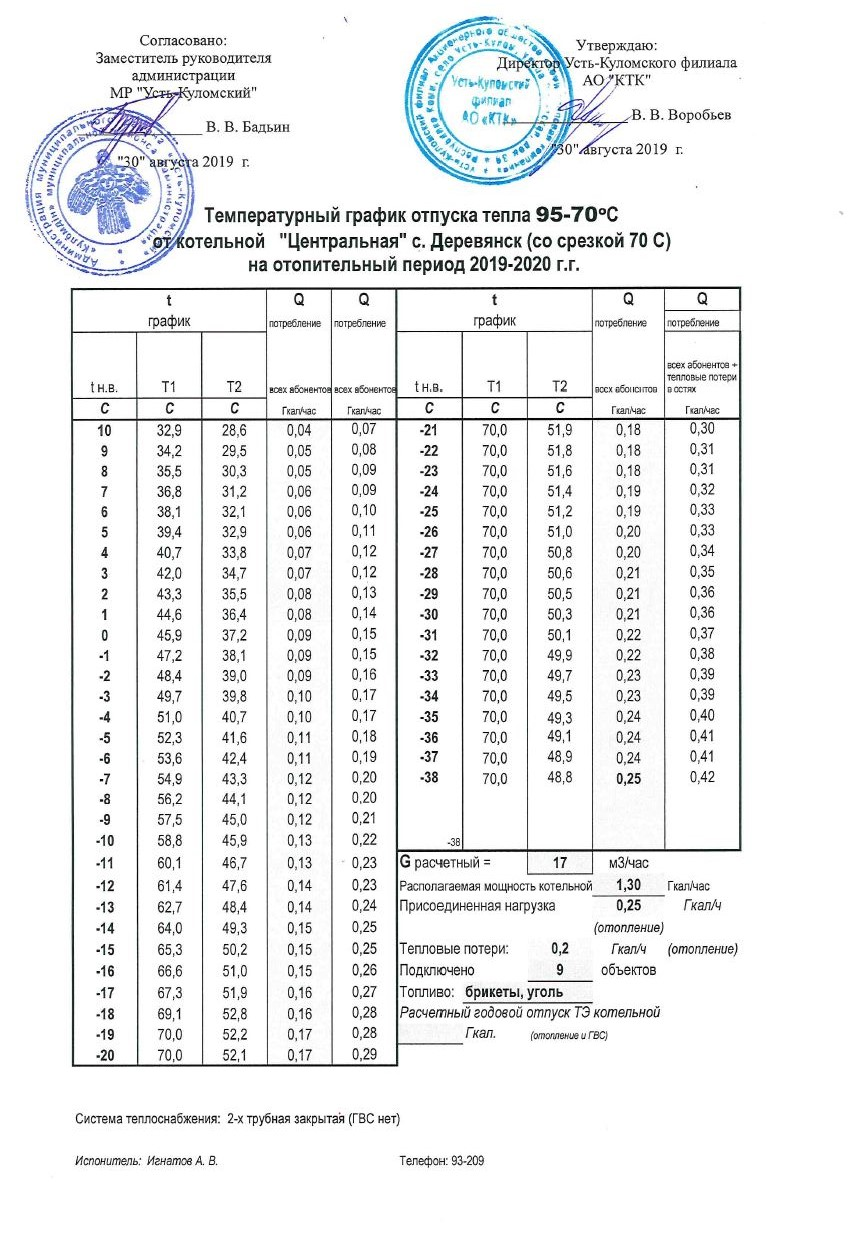 Согласовано:
Заместитель руководителя
администрации
МР "Усть-Куломский"
В. В. Бадьин
"30" августа 2019 г.
Утверждаю:
Директор Усть-Куломского филиала
АО "КТК"
В. В. Воробьев
"30" августа 2019 г.
Усть-Куломский
филиал
АО «КТК»
Температурный график отпуска тепла 95-70ºС
от котельной "Центральная" с. Деревянск (со срезкой 70 С)
на отопительный период 2019-2020 г.г.
t Q Q t Q Q
график потребление потребление график потребление потребление
t н.в. Т1 Т2 всех абонентов всех абонентов t н.в. Т1 Т2 всех абонентов всех абонентов + тепловые потери в сетях
С С С Гкал/час Гкал/час С С С Гкал/час Гкал/час
10 32,9 28,6 0,04 0,07 -21 70,0 51,9 0,18 0,30
9 34,2 29,5 0,05 0,08 -22 70,0 51,8 0,18 0,31
8 35,5 30,3 0,05 0,09 -23 70,0 51,6 0,18 0,31
7 36,8 31,2 0,06 0,09 -24 70,0 51,4 0,19 0,32
6 38,1 32,1 0,06 0,10 -25 70,0 51,2 0,19 0,33
5 39,4 32,9 0,06 0,11 -26 70,0 51,0 0,20 0,33
4 40,7 33,8 0,07 0,12 -27 70,0 50,8 0,20 0,34
3 42,0 34,7 0,07 0,12 -28 70,0 50,6 0,21 0,35
2 43,3 35,5 0,08 0,13 -29 70,0 50,5 0,21 0,36
1 44,6 36,4 0,08 0,14 -30 70,0 50,3 0,21 0,36
0 45,9 37,2 0,09 0,15 -31 70,0 50,1 0,22 0,37
-1 47,2 38,1 0,09 0,15 -32 70,0 49,9 0,22 0,38
-2 48,4 39,0 0,09 0,16 -33 70,0 49,7 0,23 0,39
-3 49,7 39,8 0,10 0,17 -34 70,0 49,5 0,23 0,39
-4 51,0 40,7 0,10 0,17 -35 70,0 49,3 0,24 0,40
-5 52,3 41,6 0,11 0,18 -36 70,0 49,1 0,24 0,41
-6 53,6 42,4 0,11 0,19 -37 70,0 48,9 0,24 0,41
-7 54,9 43,3 0,12 0,20 -38 70,0 48,8 0,25 0,42
-8 56,2 44,1 0,12 0,20
-9 57,5 45,0 0,12 0,21
-10 58,8 45,9 0,13 0,22 -38
-11 60,1 46,7 0,13 0,23 G расчетный = 17 м3/час
-12 61,4 47,6 0,14 0,23 Располагаемая мощность котельной 1,30 Гкал/час
-13 62,7 48,4 0,14 0,24 Присоединенная нагрузка 0,25 Гкал/ч
-14 64,0 49,3 0,15 0,25 (отопление)
-15 65,3 50,2 0,15 0,25 Тепловые потери: 0,2 Гкал/ч (отопление)
-16 66,6 51,0 0,15 0,26 Подключено 9 объектов
-17 67,3 51,9 0,16 0,27 Топливо: брикеты, уголь
-18 69,1 52,8 0,16 0,28 Расчетный годовой отпуск ТЭ котельной
-19 70,0 52,2 0,17 0,28 Гкал. (отопление и ГВС)
-20 70,0 52,1 0,17 0,29
Система теплоснабжения: 2-х трубная закрытая (ГВС нет)
Испонитель: Игнатов А. В. Телефон: 93-209